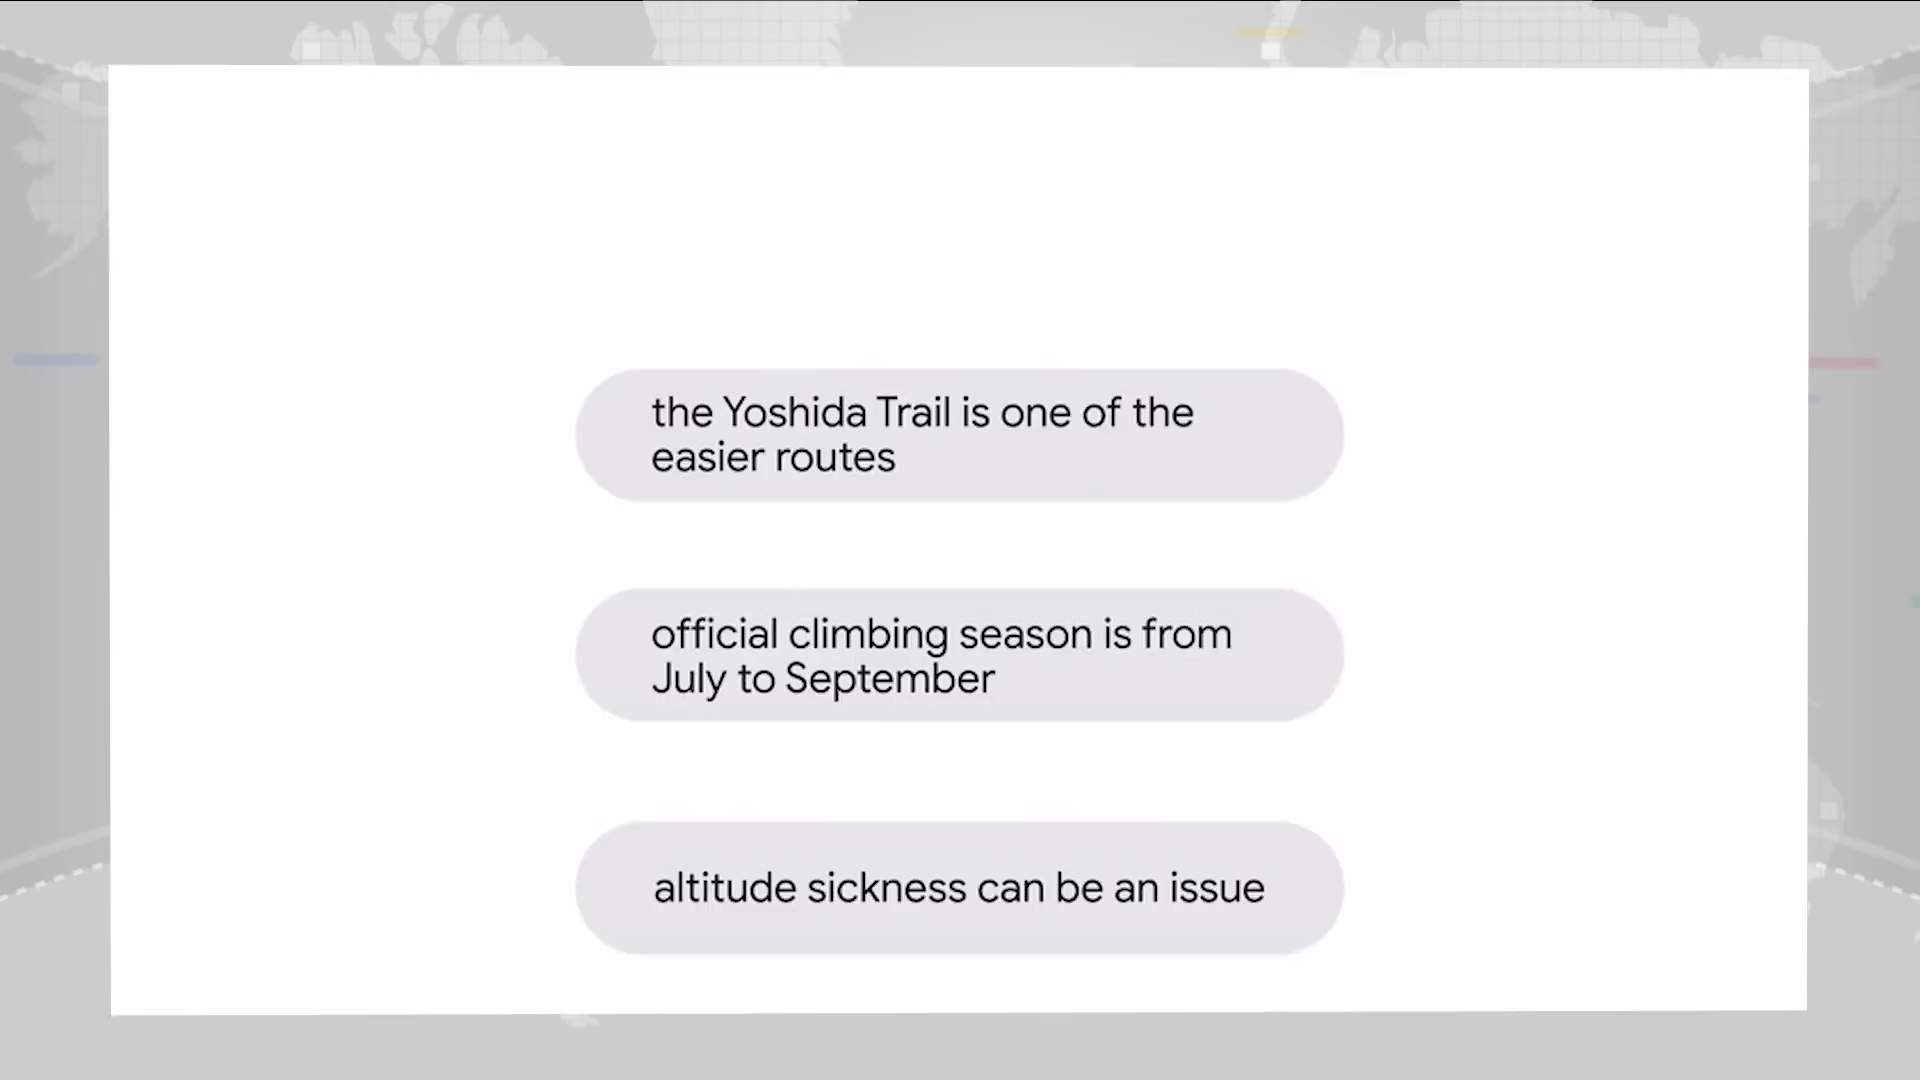 the Yoshida Trail is one of the
easier routes
official climbing season is from
July to September
altitude sickness can be an issue